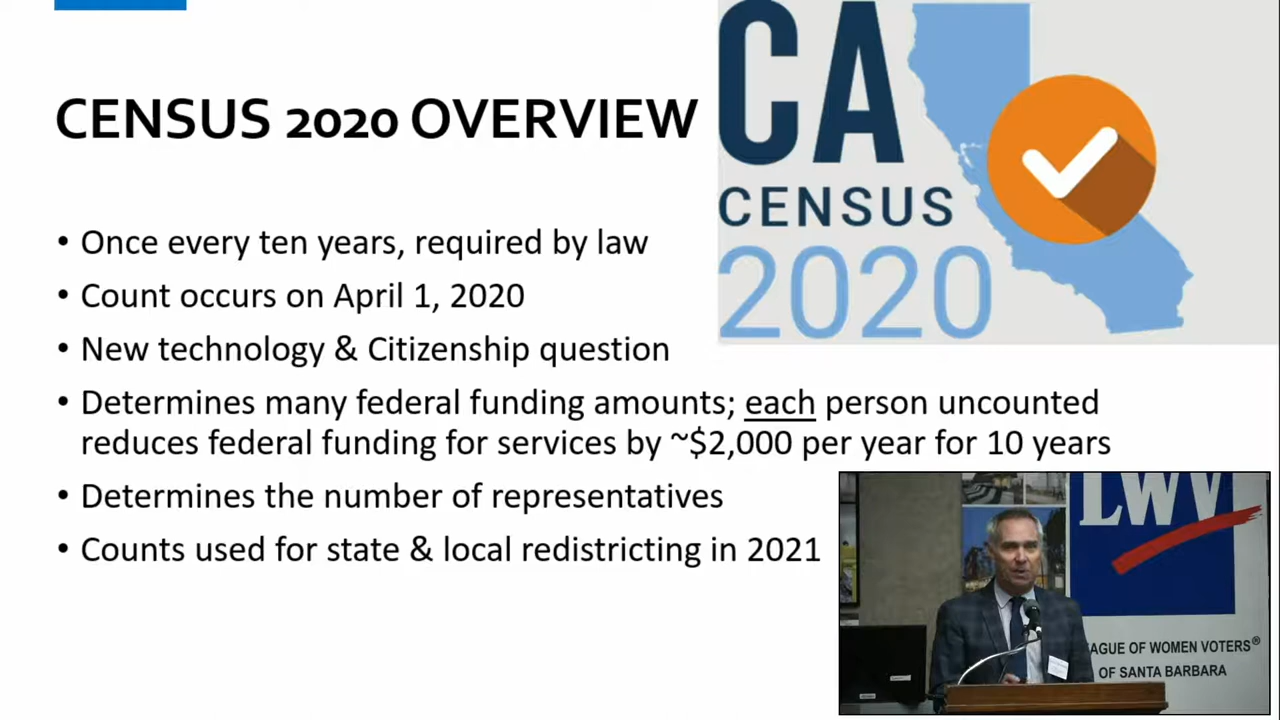 CENSUS 2020 OVERVIEW
CA
CENSUS
2020
• Once every ten years, required by law
• Count occurs on April 1, 2020
• New technology & Citizenship question
• Determines many federal funding amounts; each person uncounted
reduces federal funding for services by ~$2,000 per year for 10 years
• Determines the number of representatives
• Counts used for state & local redistricting in 2021
LWV
LEAGUE OF WOMEN VOTERS®
OF SANTA BARBARA